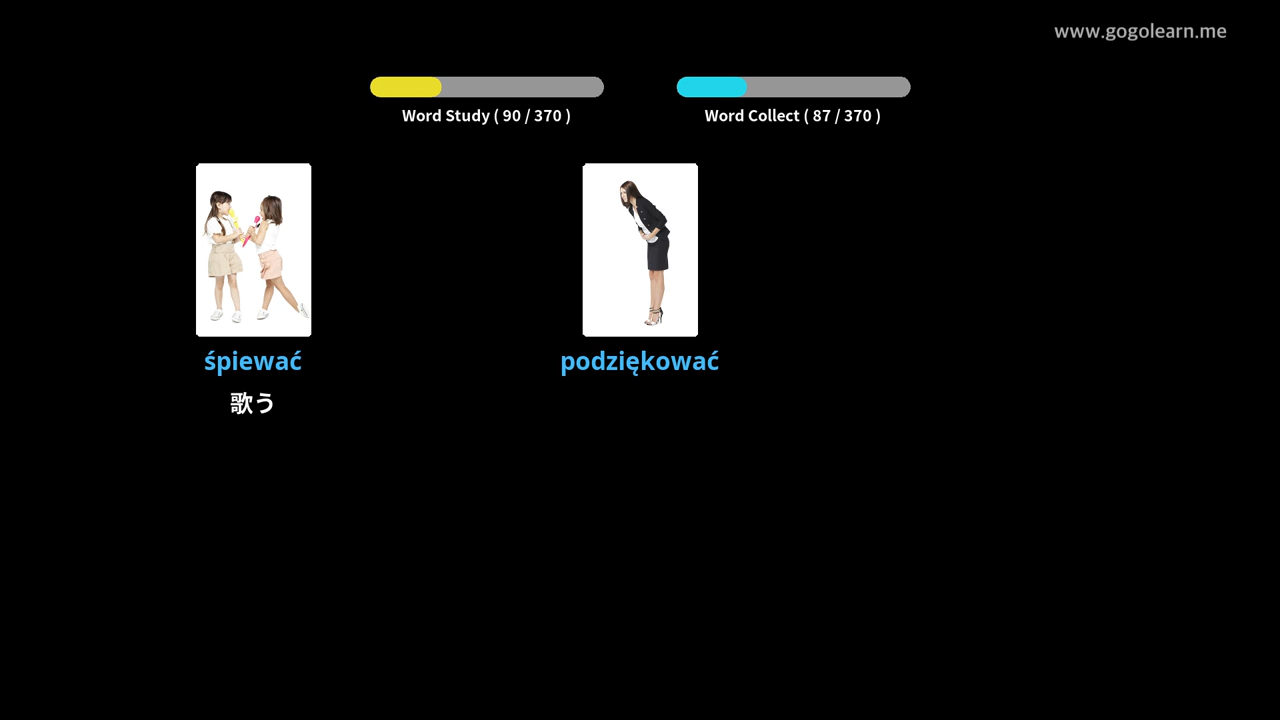 www.gogolearn.me
Word Study ( 90 / 370 )
Word Collect ( 87 / 370 )
śpiewać
podziękować
歌う